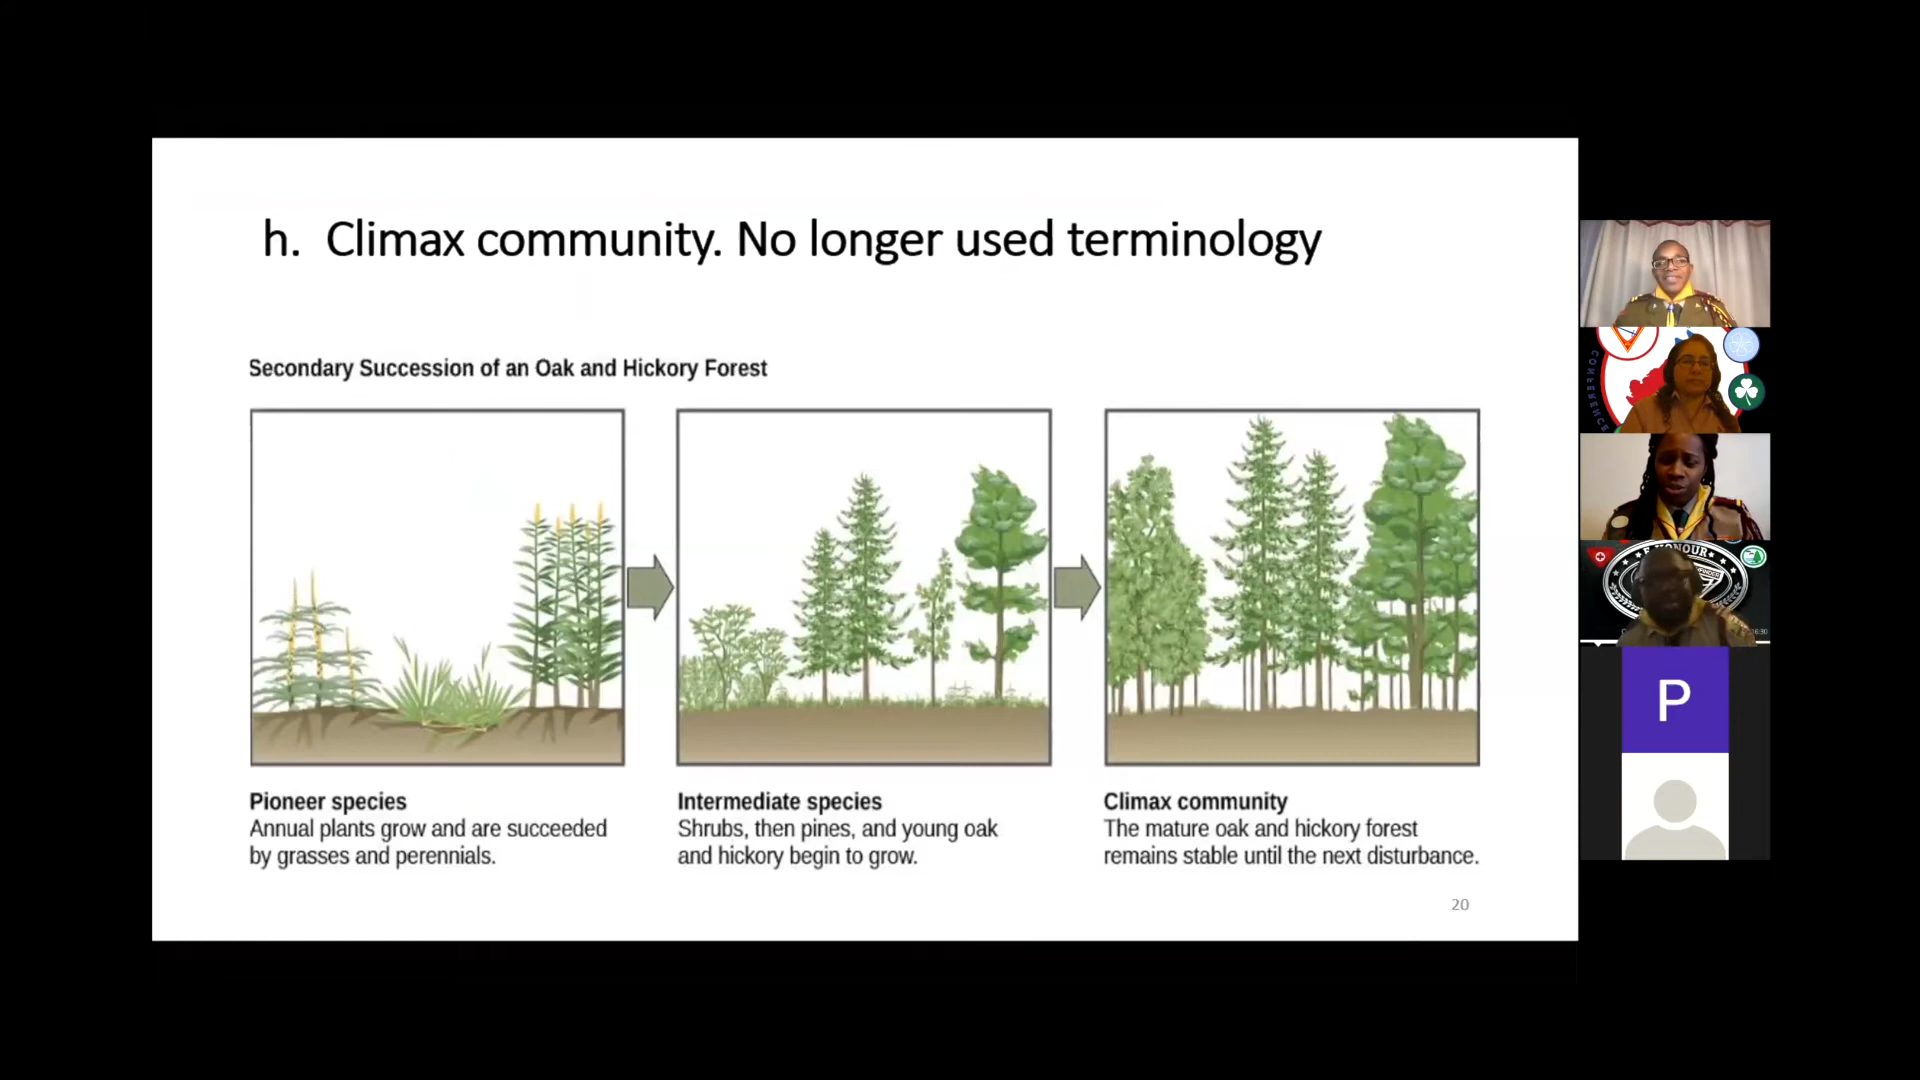 h. Climax community. No longer used terminology
Secondary Succession of an Oak and Hickory Forest
Pioneer species
Annual plants grow and are succeeded
by grasses and perennials.
Intermediate species
Shrubs, then pines, and young oak
and hickory begin to grow.
Climax community
The mature oak and hickory forest
remains stable until the next disturbance.
20
CONFERENCE
HONOUR
P